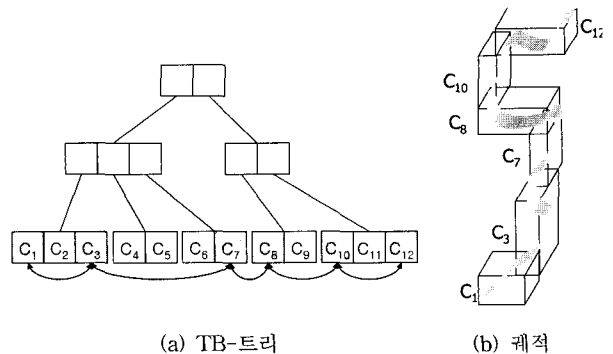 C₁ C₂ C₃ C₄ C₅ C₆ C₇ C₈ C₉ C₁₀ C₁₁ C₁₂
(a) TB-트리
C₁₂
C₁₀
C₈
C₇
C₃
C₁
(b) 궤적